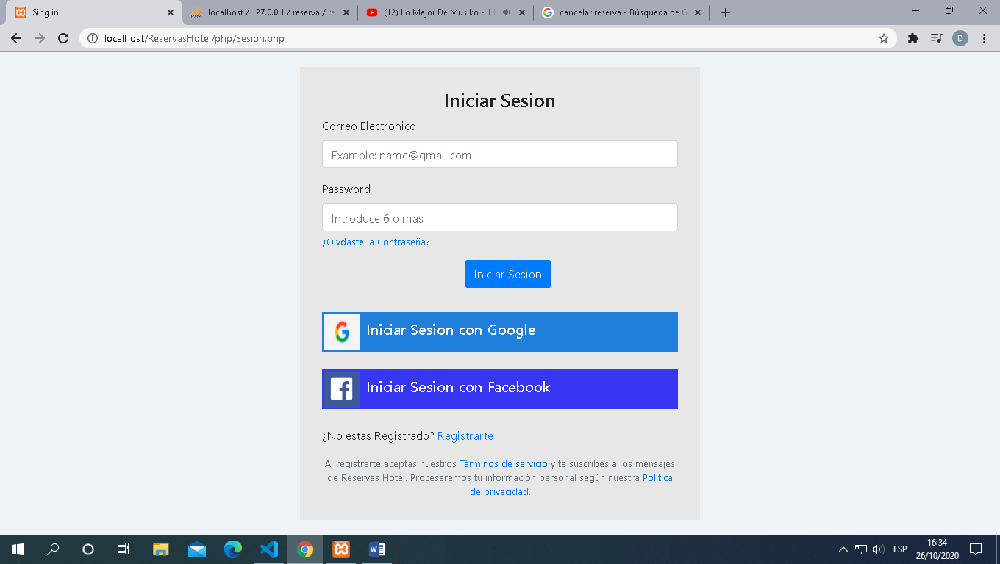 Sing in
localhost / 127.0.0.1 / reserva / re
(12) Lo Mejor De Musiko - 1
cancelar reserva - Búsqueda de G
localhost/ReservasHotel/php/Sesion.php
D
Iniciar Sesion
Correo Electronico
Example: name@gmail.com
Password
Introduce 6 o mas
¿Olvdaste la Contraseña?
Iniciar Sesion
Iniciar Sesion con Google
Iniciar Sesion con Facebook
¿No estas Registrado? Registrarte
Al registrarte aceptas nuestros Términos de servicio y te suscribes a los mensajes
de Reservas Hotel. Procesaremos tu información personal según nuestra Política
de privacidad.
ESP
16:34
26/10/2020